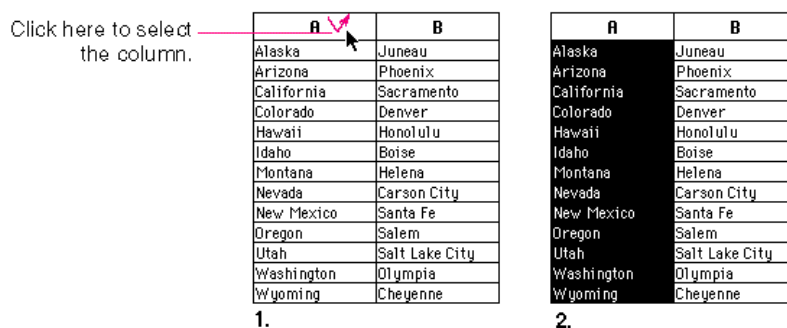 Click here to select
the column.
A B
Alaska Juneau
Arizona Phoenix
California Sacramento
Colorado Denver
Hawaii Honolulu
Idaho Boise
Montana Helena
Nevada Carson City
New Mexico Santa Fe
Oregon Salem
Utah Salt Lake City
Washington Olympia
Wyoming Cheyenne
1.
A B
Alaska Juneau
Arizona Phoenix
California Sacramento
Colorado Denver
Hawaii Honolulu
Idaho Boise
Montana Helena
Nevada Carson City
New Mexico Santa Fe
Oregon Salem
Utah Salt Lake City
Washington Olympia
Wyoming Cheyenne
2.